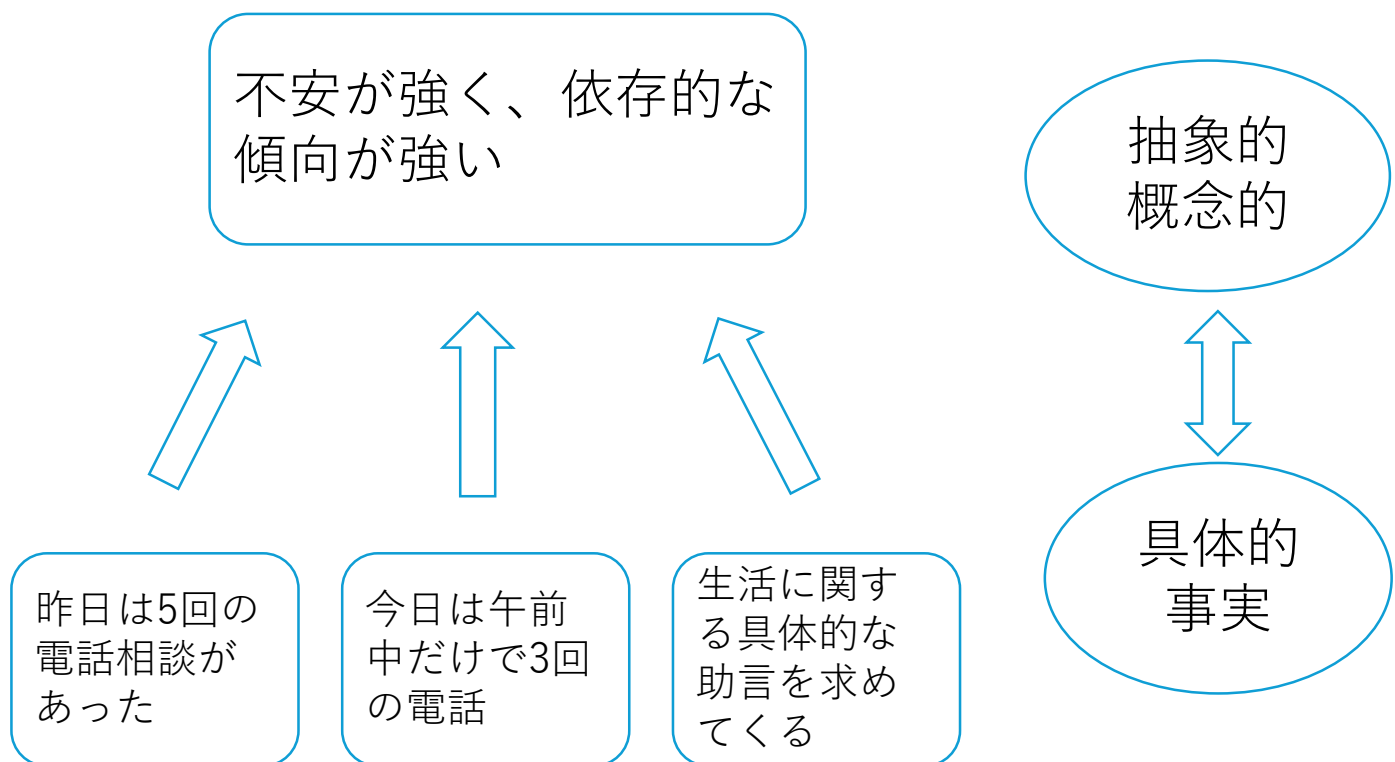 不安が強く、依存的な
傾向が強い
抽象的
概念的
具体的
事実
昨日は5回の
電話相談が
あった
今日は午前
中だけで3回
の電話
生活に関す
る具体的な
助言を求め
てくる